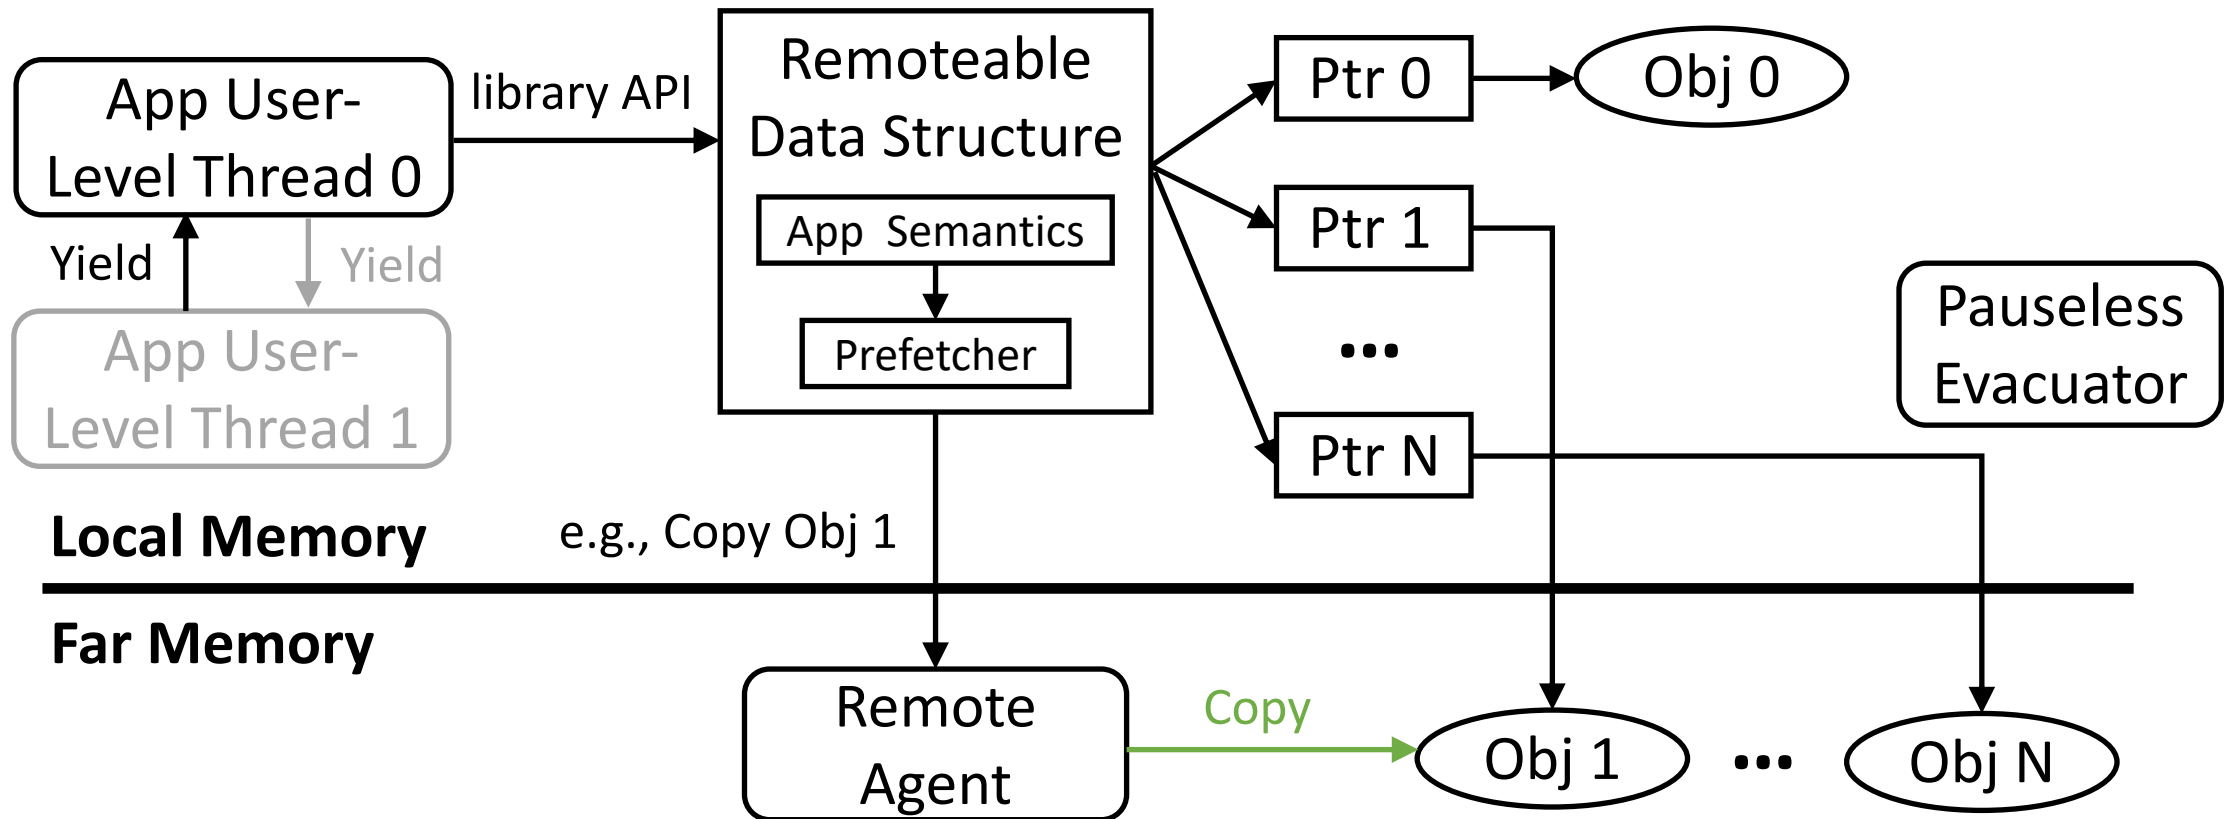 App User-
Level Thread 0
library API
Remoteable
Data Structure
App Semantics
Prefetcher
Ptr 0
Obj 0
Ptr 1
...
Ptr N
Pauseless
Evacuator
Yield
Yield
App User-
Level Thread 1
Local Memory
e.g., Copy Obj 1
Far Memory
Remote
Agent
Copy
Obj 1
...
Obj N